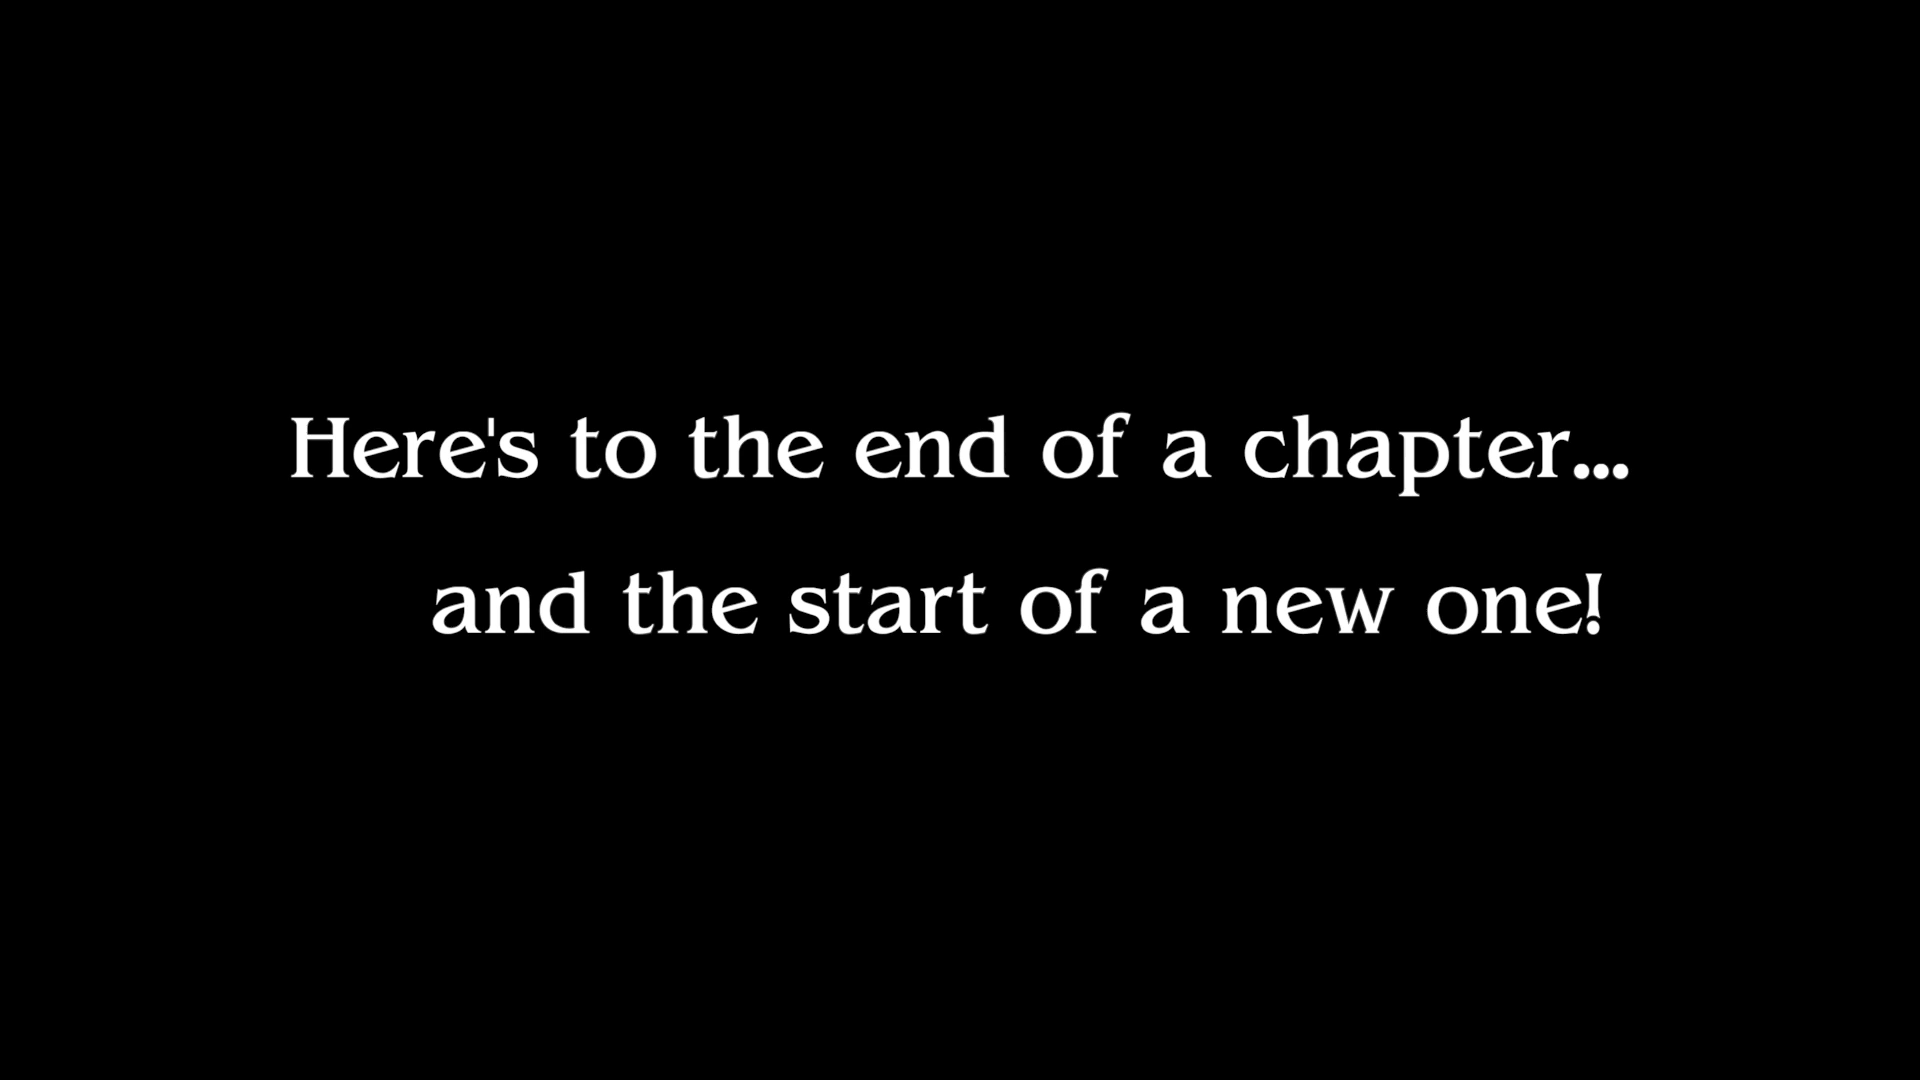 Here's to the end of a chapter...
and the start of a new one!